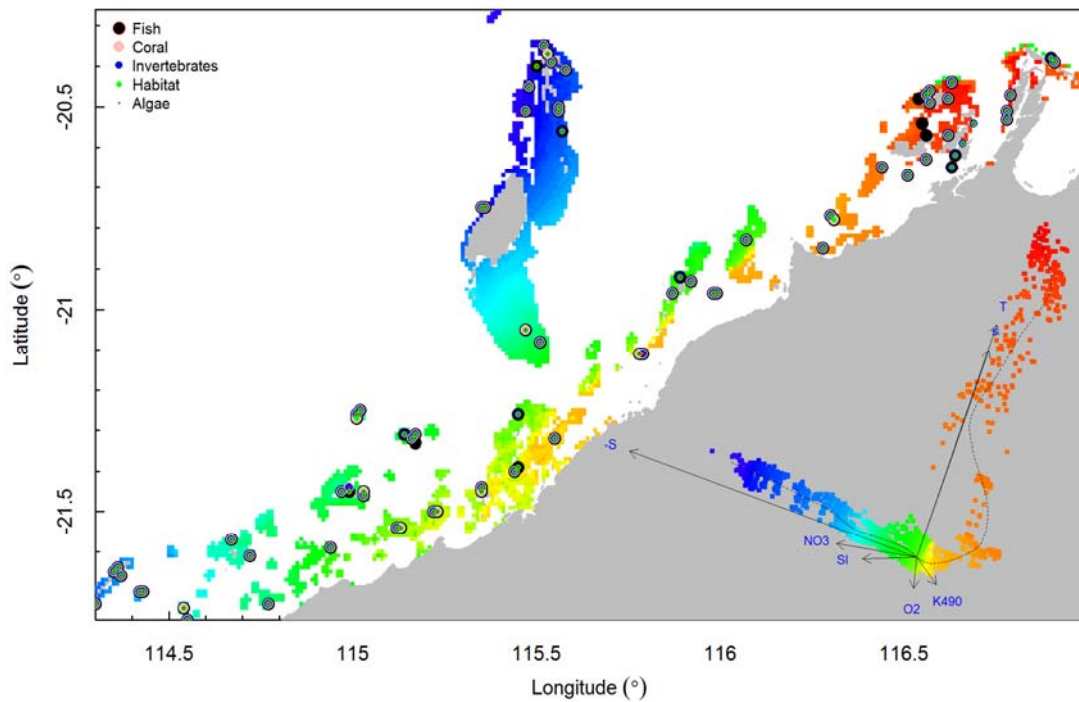 Fish
Coral
Invertebrates
Habitat
Algae
-20.5
-21
-21.5
Latitude (°)
114.5
115
115.5
116
116.5
Longitude (°)
T
-S
NO3
SI
O2
K490